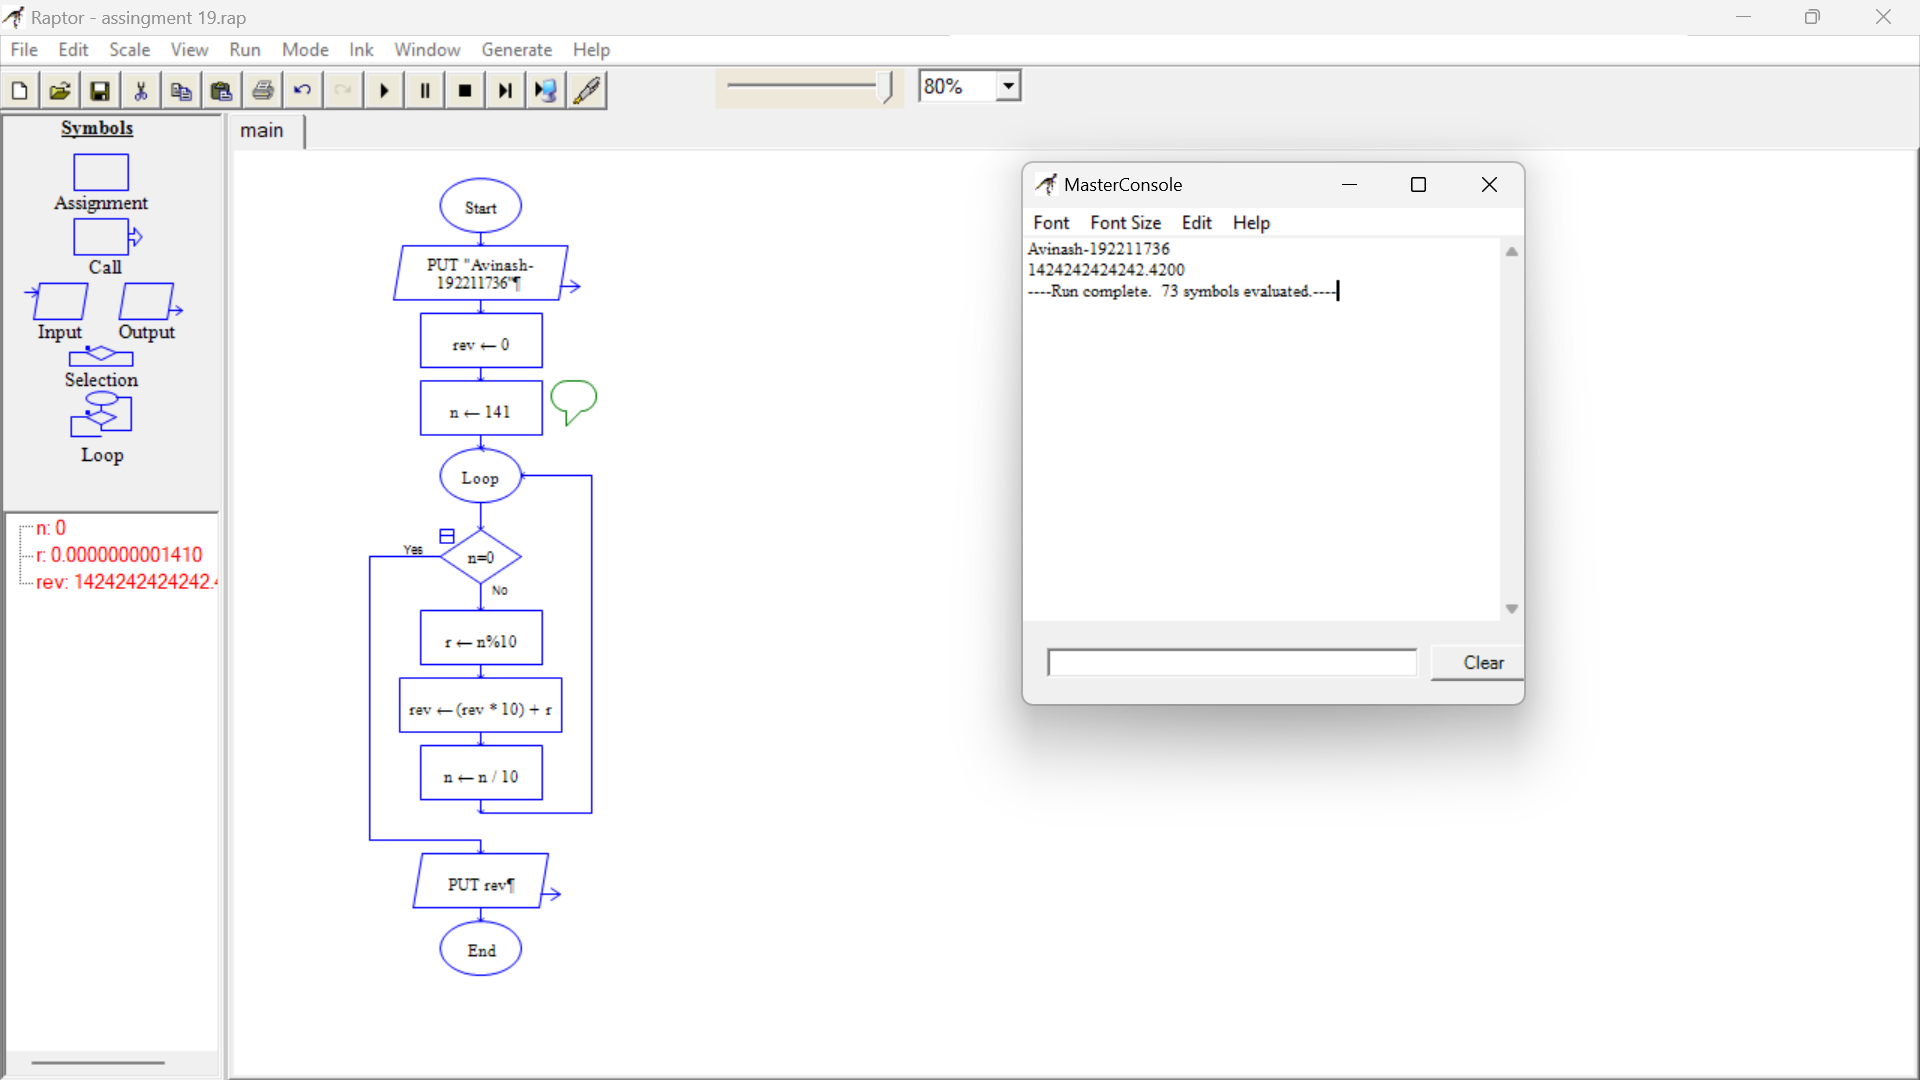 Raptor - assingment 19.rap
File Edit Scale View Run Mode Ink Window Generate Help
80%
Symbols
Assignment
Call
Input Output
Selection
Loop
n: 0
r: 0.0000000001410
rev: 1424242424242.4
main
Start
PUT "Avinash-
192211736"¶
rev ← 0
n ← 141
Loop
Yes
n=0
No
r ← n%10
rev ← (rev * 10) + r
n ← n / 10
PUT rev¶
End
MasterConsole
Font Font Size Edit Help
Avinash-192211736
1424242424242.4200
----Run complete. 73 symbols evaluated.----
Clear